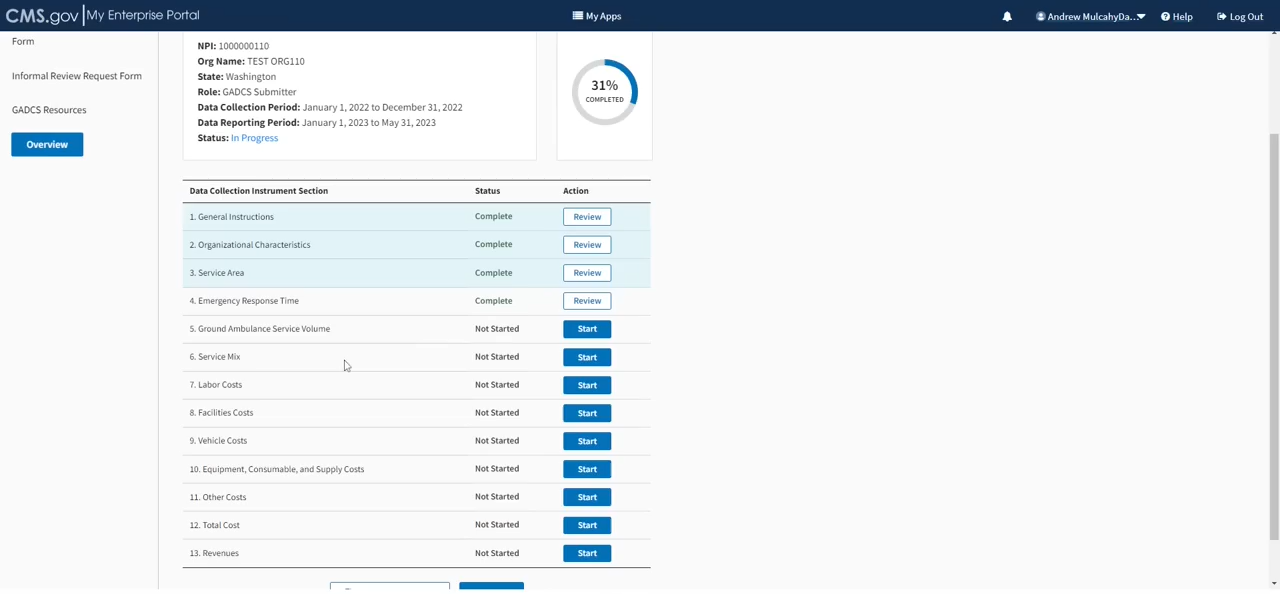 CMS.gov My Enterprise Portal
My Apps
Andrew MulcahyDa...
Help
Log Out
Form
Informal Review Request Form
GADCS Resources
Overview
NPI: 1000000110
Org Name: TEST ORG110
State: Washington
Role: GADCS Submitter
Data Collection Period: January 1, 2022 to December 31, 2022
Data Reporting Period: January 1, 2023 to May 31, 2023
Status: In Progress
31%
COMPLETED
Data Collection Instrument Section Status Action
1. General Instructions Complete Review
2. Organizational Characteristics Complete Review
3. Service Area Complete Review
4. Emergency Response Time Complete Review
5. Ground Ambulance Service Volume Not Started Start
6. Service Mix Not Started Start
7. Labor Costs Not Started Start
8. Facilities Costs Not Started Start
9. Vehicle Costs Not Started Start
10. Equipment, Consumable, and Supply Costs Not Started Start
11. Other Costs Not Started Start
12. Total Cost Not Started Start
13. Revenues Not Started Start